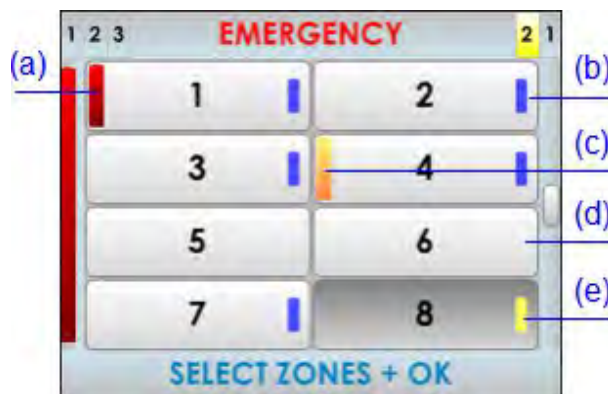 1 2 3 EMERGENCY 2 1
(a)
1 2 (b)
3 4 (c)
5 6 (d)
7 8 (e)
SELECT ZONES + OK